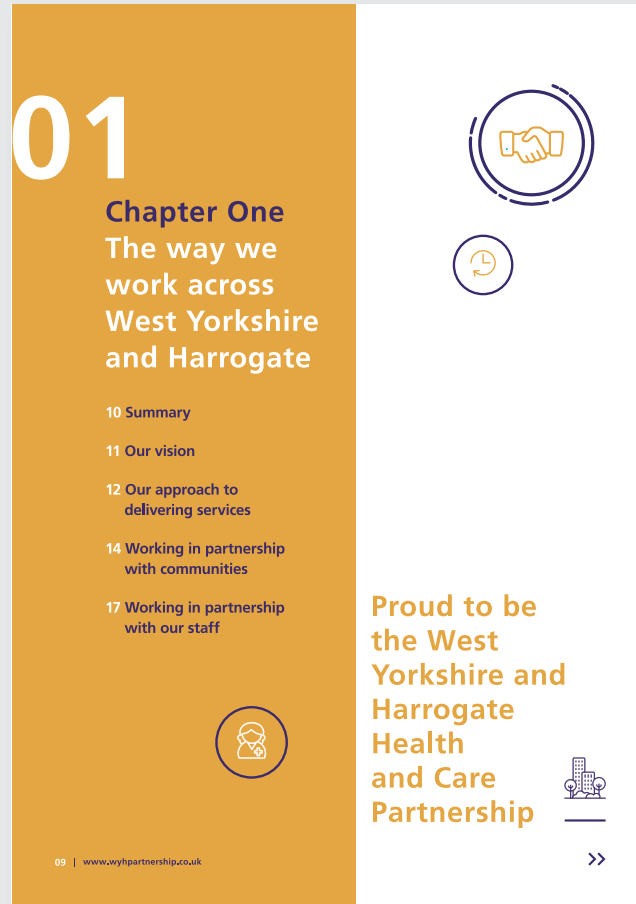 01
Chapter One
The way we
work across
West Yorkshire
and Harrogate
10 Summary
11 Our vision
12 Our approach to
delivering services
14 Working in partnership
with communities
17 Working in partnership
with our staff
Proud to be
the West
Yorkshire and
Harrogate
Health
and Care
Partnership
09 | www.wyhpartnership.co.uk